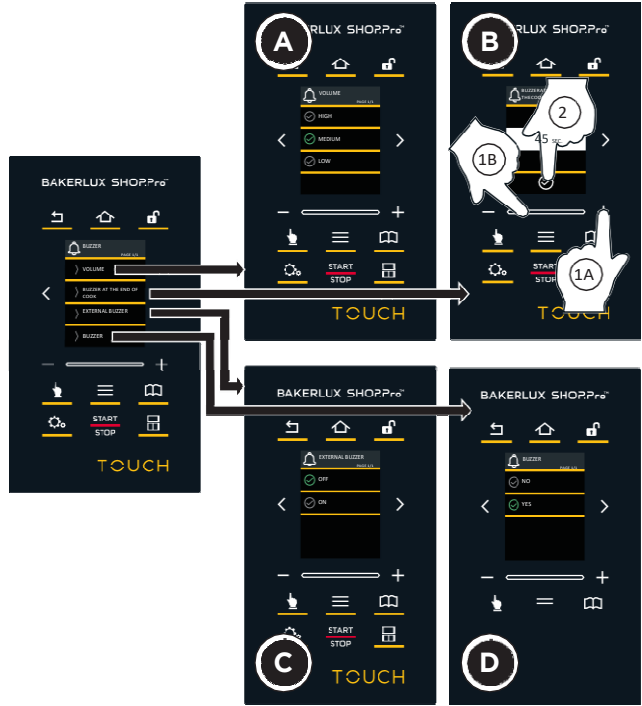 BAKERLUX SHOP.Pro™
BUZZER
PAGE 1/1
VOLUME
BUZZER AT THE END OF
COOK
EXTERNAL BUZZER
BUZZER
START
STOP
TOUCH
A
RLUX SHOP.Pro™
VOLUME
PAGE 1/1
HIGH
MEDIUM
LOW
START
STOP
TOUCH
B
RLUX SHOP.Pro™
2
45 SEC
1B
1A
START
STOP
TOUCH
BAKERLUX SHOP.Pro™
EXTERNAL BUZZER
PAGE 1/1
OFF
ON
START
STOP
C
TOUCH
BAKERLUX SHOP.Pro™
BUZZER
PAGE 1/1
NO
YES
D